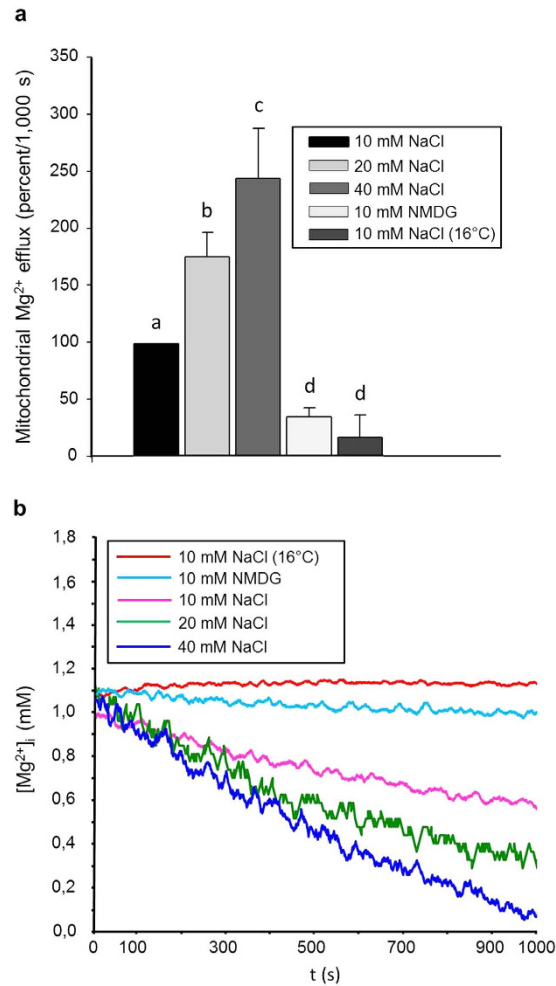 a
Mitochondrial Mg²⁺ efflux (percent/1,000 s)
350
300
250
200
150
100
50
0
a
b
c
d
d
10 mM NaCl
20 mM NaCl
40 mM NaCl
10 mM NMDG
10 mM NaCl (16°C)
b
[Mg²⁺]ᵢ (mM)
1,8
1,6
1,4
1,2
1,0
0,8
0,6
0,4
0,2
0,0
10 mM NaCl (16°C)
10 mM NMDG
10 mM NaCl
20 mM NaCl
40 mM NaCl
0 100 300 500 700 900 1000
t (s)